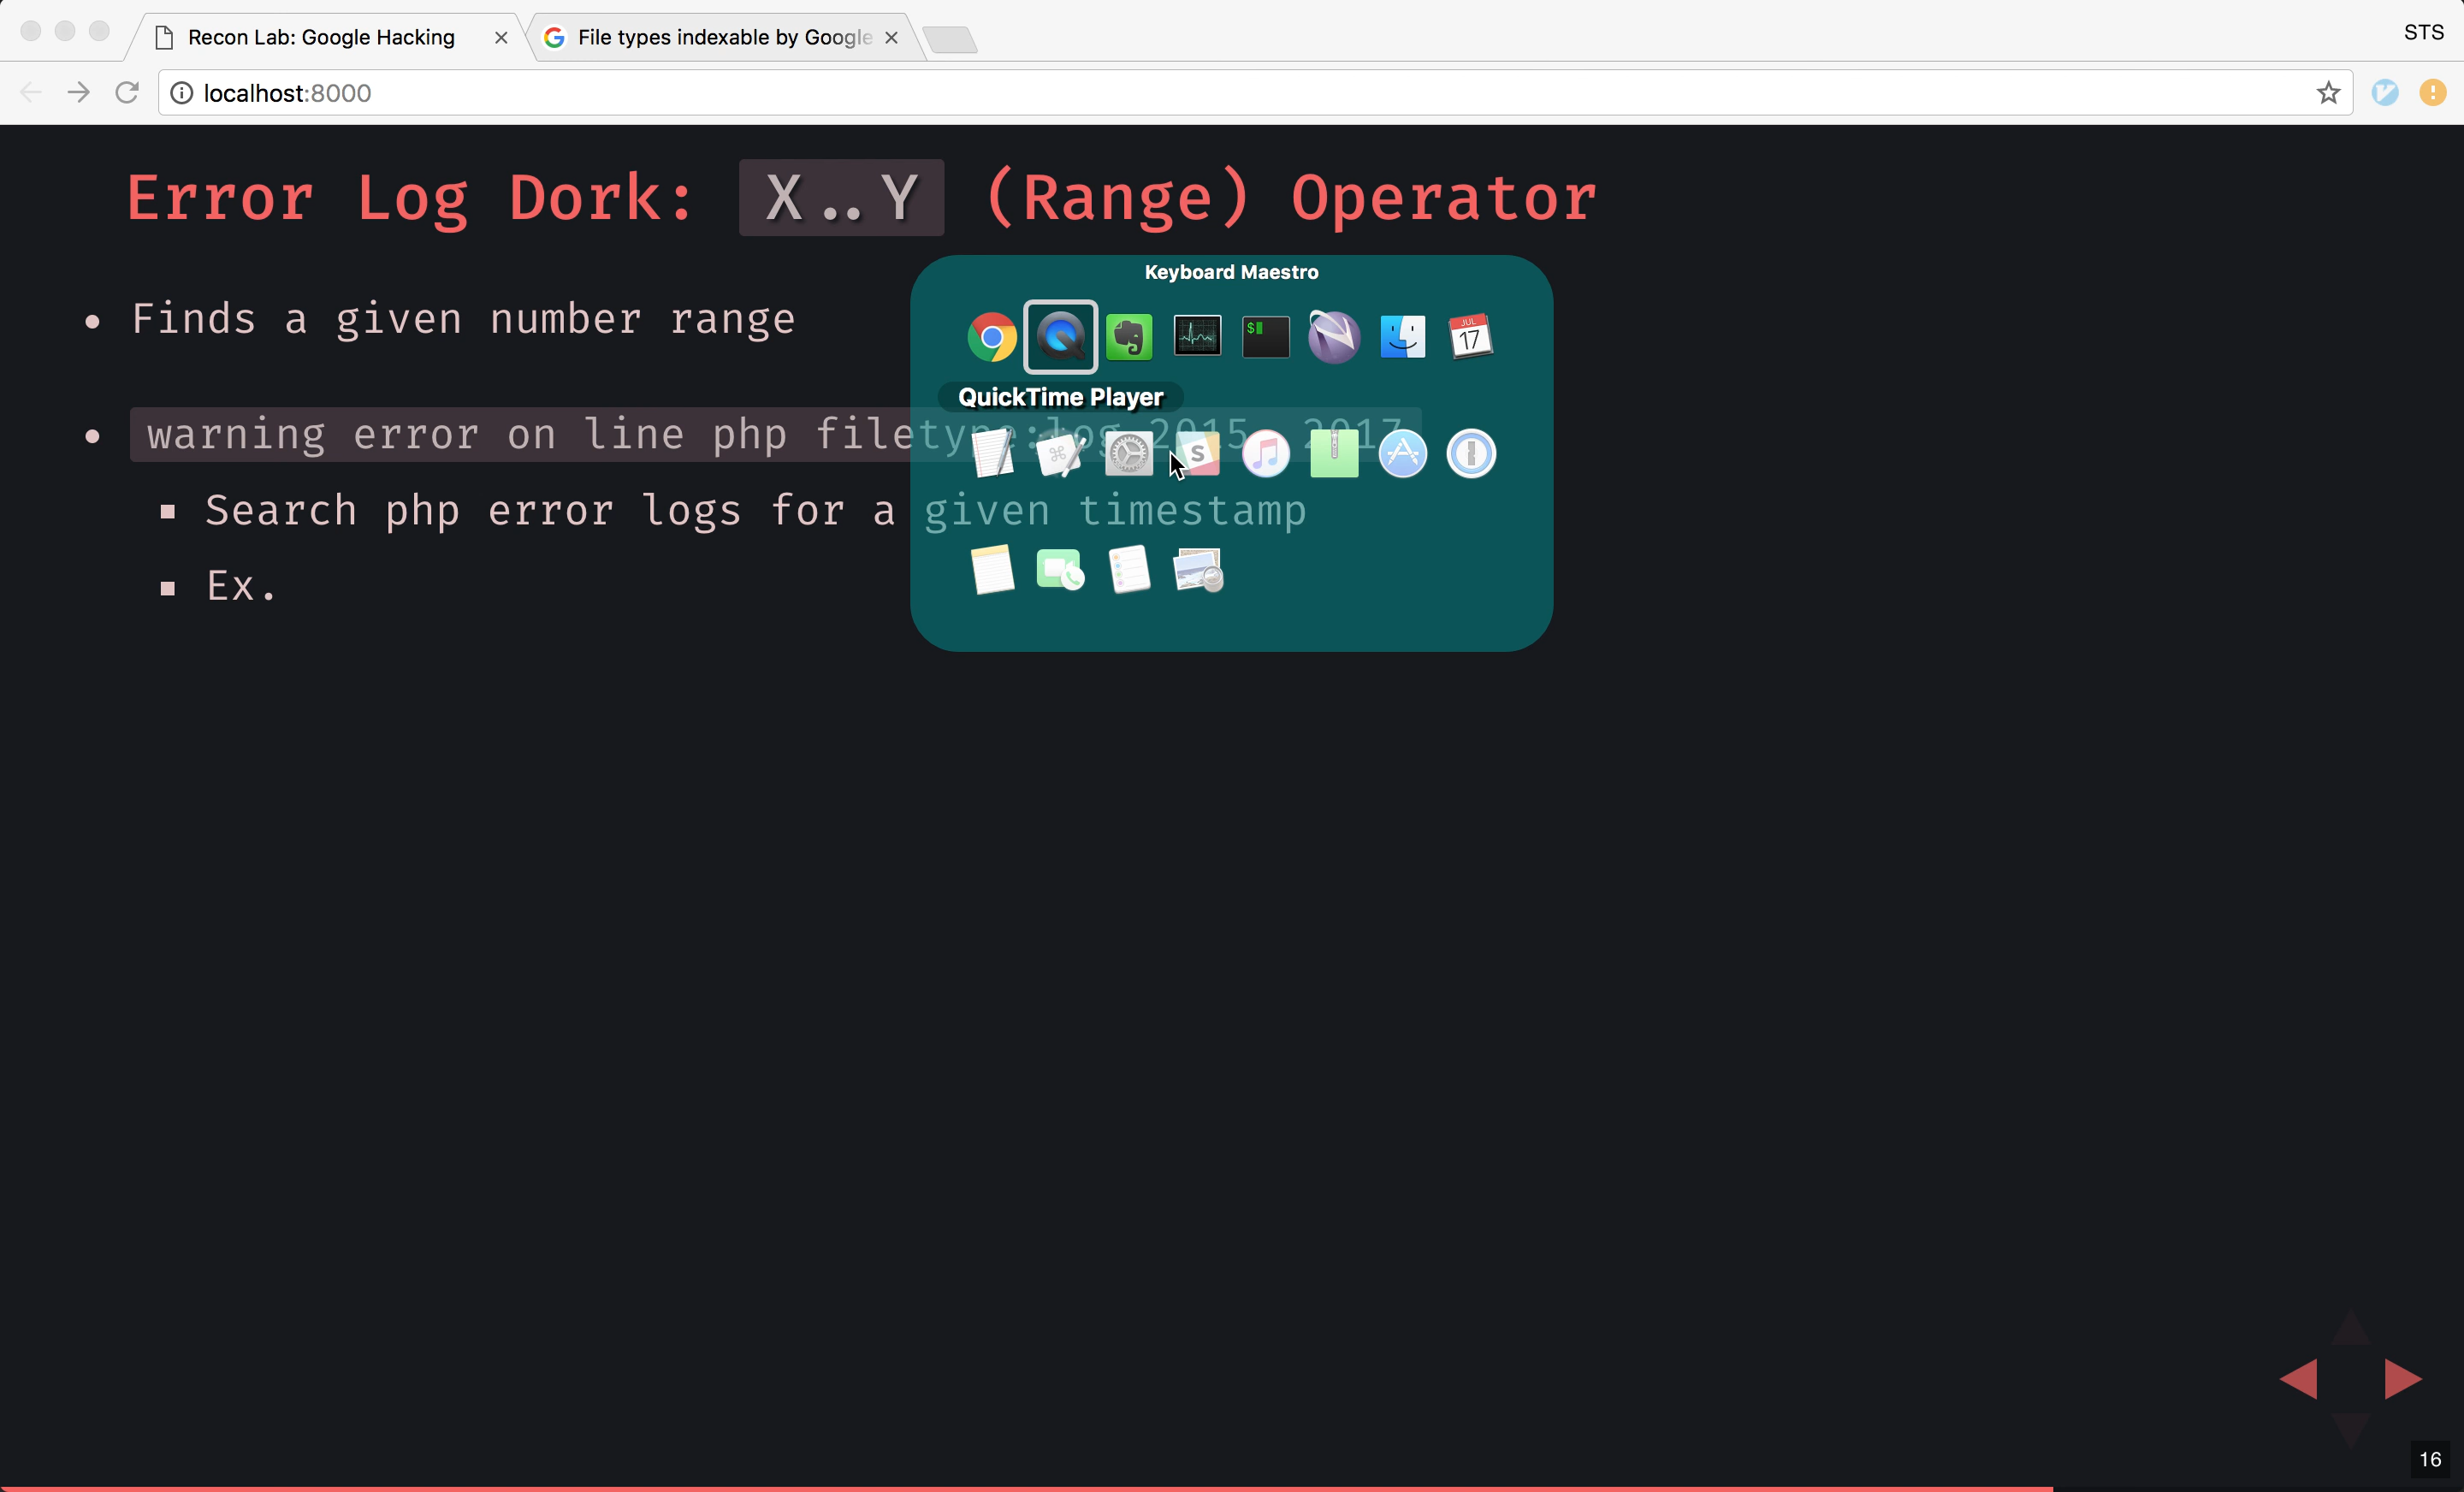 Recon Lab: Google Hacking
File types indexable by Google
STS
localhost:8000
Error Log Dork: X..Y (Range) Operator
Keyboard Maestro
• Finds a given number range
JUL
17
$
QuickTime Player
• warning error on line php filetype:log 2015..2017
S
▪ Search php error logs for a given timestamp
▪ Ex.
16